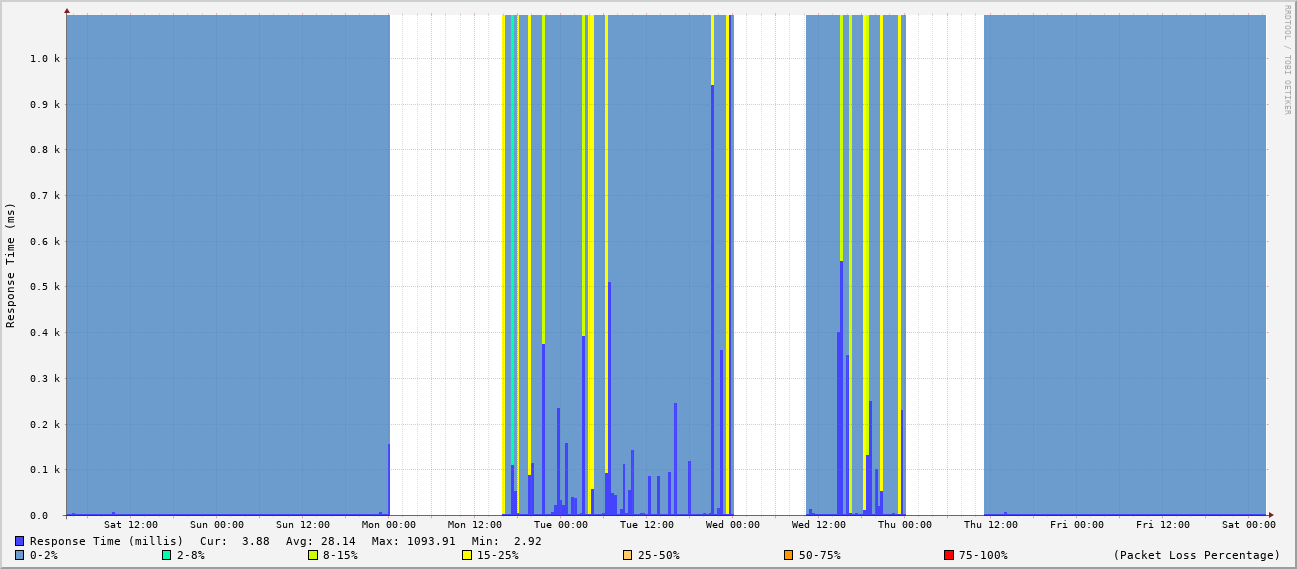 RRDTOOL / TOBI OETIKER
Response Time (ms)
1.0 k
0.9 k
0.8 k
0.7 k
0.6 k
0.5 k
0.4 k
0.3 k
0.2 k
0.1 k
0.0
Sat 12:00 Sun 00:00 Sun 12:00 Mon 00:00 Mon 12:00 Tue 00:00 Tue 12:00 Wed 00:00 Wed 12:00 Thu 00:00 Thu 12:00 Fri 00:00 Fri 12:00 Sat 00:00
Response Time (millis) Cur: 3.88 Avg: 28.14 Max: 1093.91 Min: 2.92
0-2% 2-8% 8-15% 15-25% 25-50% 50-75% 75-100% (Packet Loss Percentage)